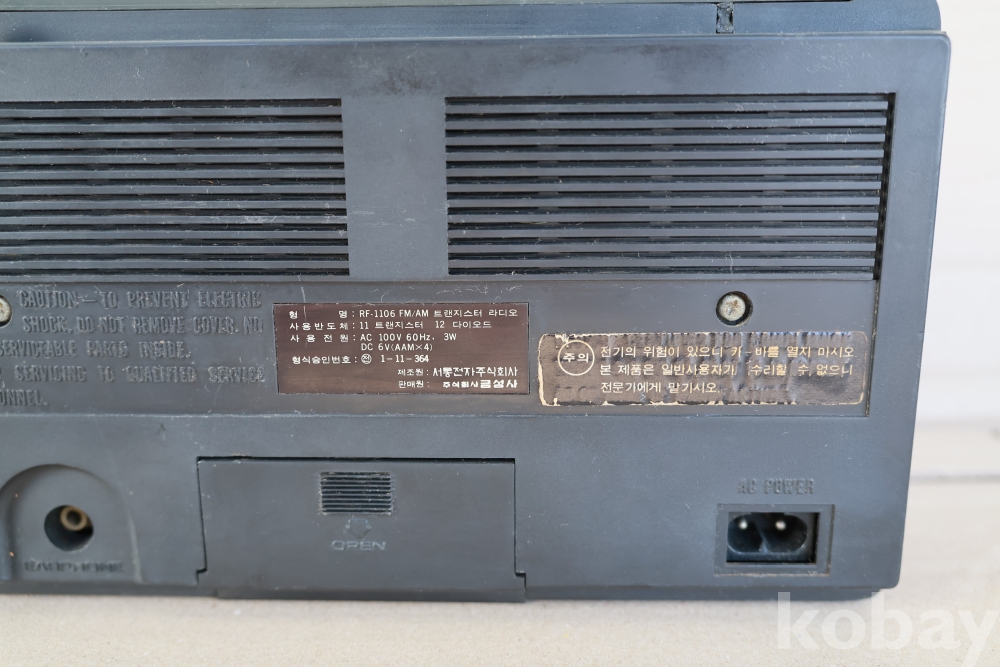 CAUTION—TO PREVENT ELECTRIC
SHOCK, DO NOT REMOVE COVER. NO
SERVICEABLE PARTS INSIDE.
SERVICING TO QUALIFIED SERVICE
형 명 : RF-1106 FM/AM 트랜지스터 라디오
사용반도체 : 11 트랜지스터 12 다이오드
사 용 전 원 : AC 100V 60Hz, 3W
DC 6V(AAM×4)
형식승인번호 : 전 1-11-364
제조원 : 서통전자주식회사
판매원 : 주식회사 금성사
주의
전기의 위험이 있으니 카-바를 열지 마시오
본 제품은 일반사용자가 수리할 수 없으니
전문가에게 맡기시오.
OPEN
EARPHONE
AC POWER
kobay